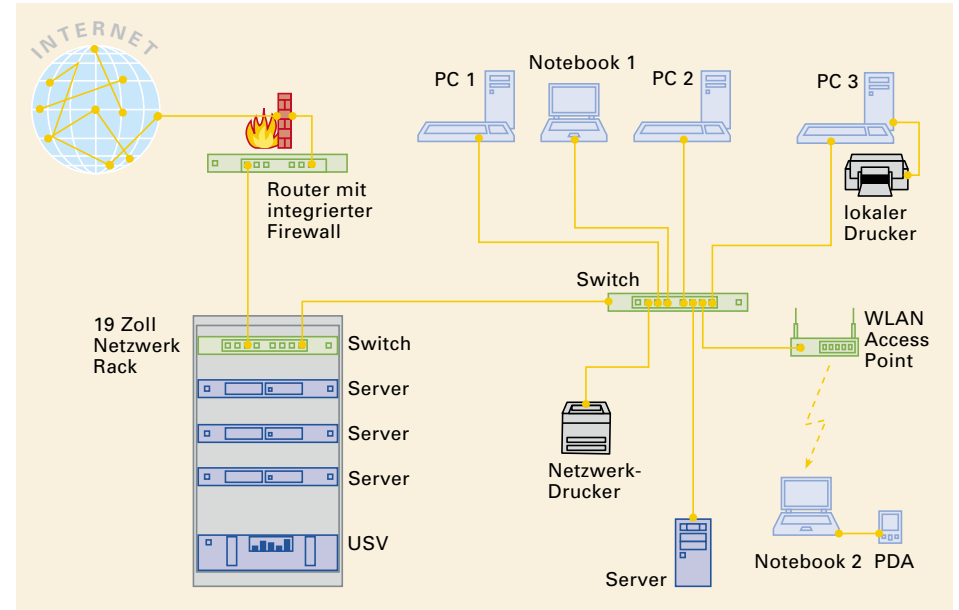 INTERNET
PC 1
Notebook 1
PC 2
PC 3
Router mit
integrierter
Firewall
lokaler
Drucker
Switch
19 Zoll
Netzwerk
Rack
Switch
WLAN
Access
Point
Server
Server
Server
Netzwerk-
Drucker
USV
Server
Notebook 2
PDA